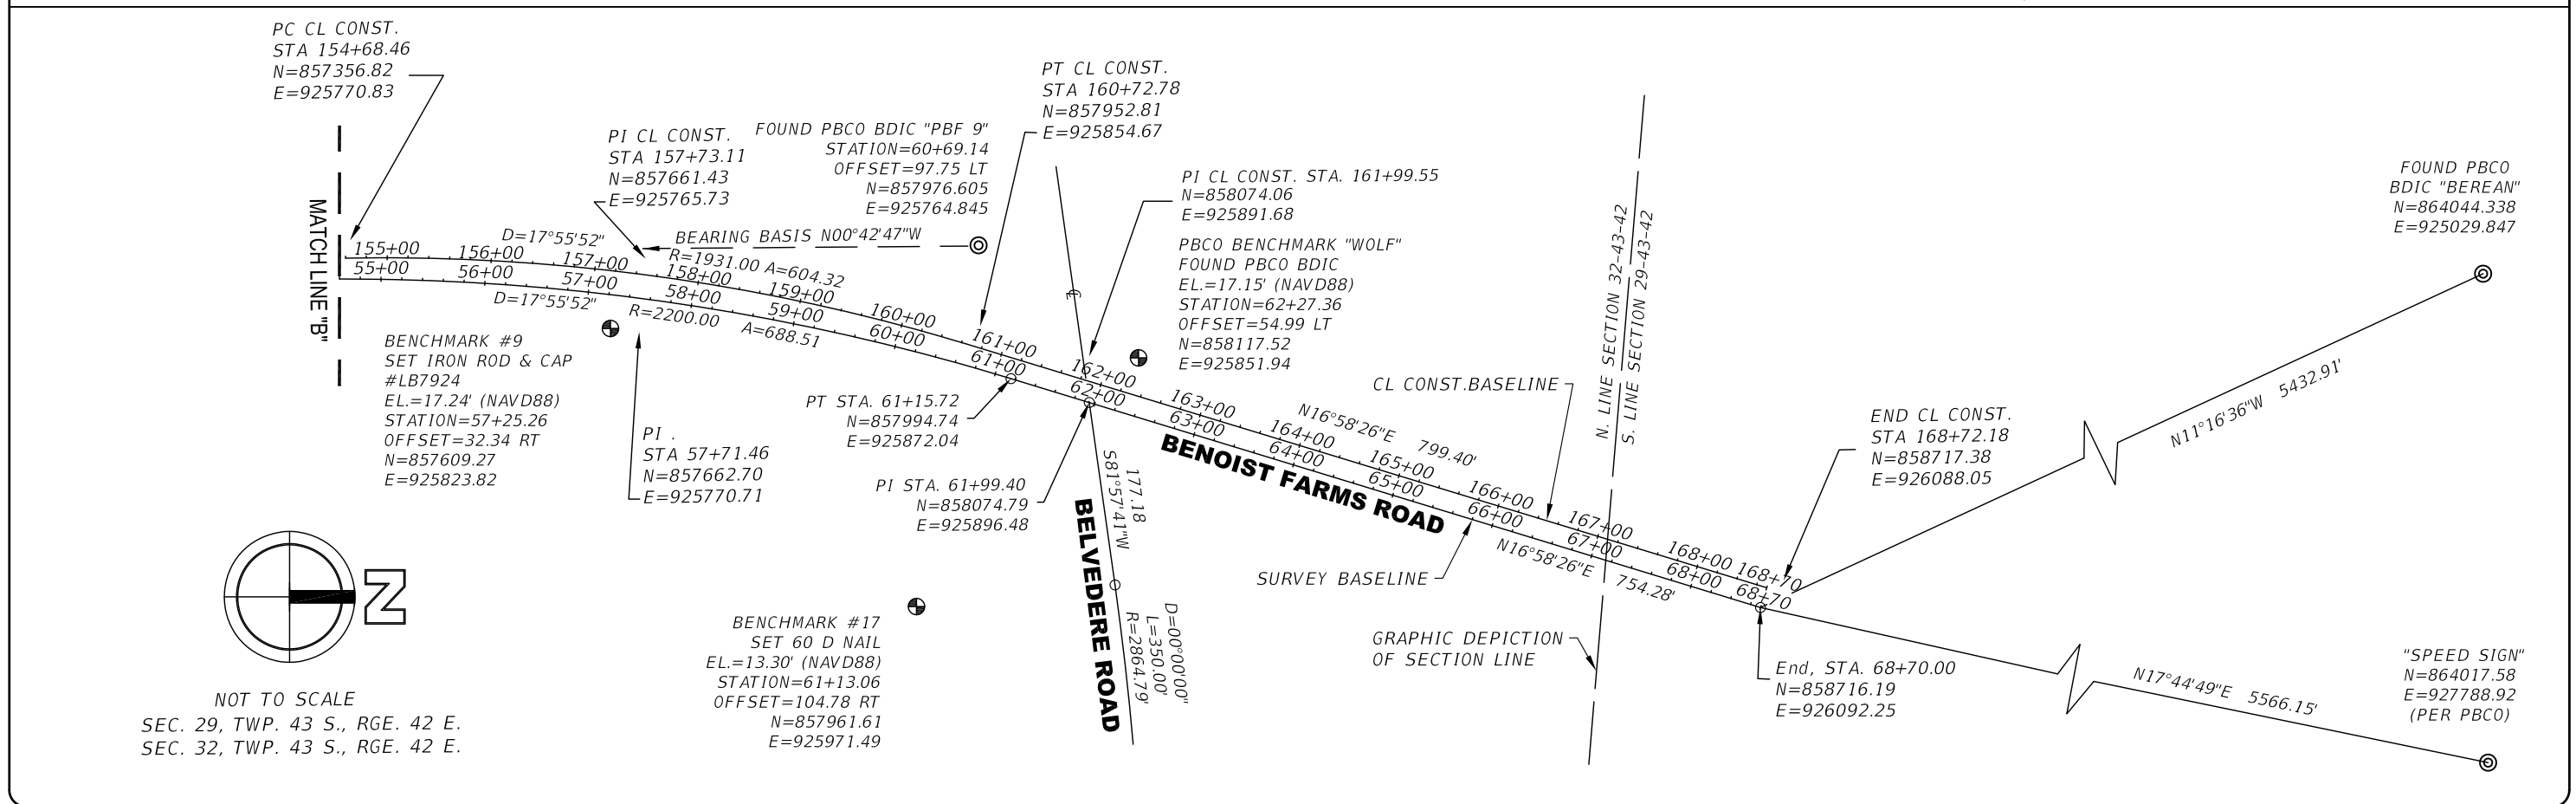 PC CL CONST.
STA 154+68.46
N=857356.82
E=925770.83
MATCH LINE "B"
PI CL CONST.
STA 157+73.11
N=857661.43
E=925765.73
FOUND PBCO BDIC "PBF 9"
STATION=60+69.14
OFFSET=97.75 LT
N=857976.605
E=925764.845
BEARING BASIS N00°42'47"W
PT CL CONST.
STA 160+72.78
N=857952.81
E=925854.67
PI CL CONST. STA. 161+99.55
N=858074.06
E=925891.68
PBCO BENCHMARK "WOLF"
FOUND PBCO BDIC
EL.=17.15' (NAVD88)
STATION=62+27.36
OFFSET=54.99 LT
N=858117.52
E=925851.94
N. LINE SECTION 32-43-42
S. LINE SECTION 29-43-42
FOUND PBCO
BDIC "BEREAN"
N=864044.338
E=925029.847
N11°16'36"W 5432.91'
155+00
156+00
157+00
158+00
159+00
160+00
161+00
162+00
163+00
164+00
165+00
166+00
167+00
168+00
168+70
55+00
56+00
57+00
58+00
59+00
60+00
61+00
62+00
63+00
64+00
65+00
66+00
67+00
68+00
68+70
D=17°55'52"
R=1931.00 A=604.32
D=17°55'52"
R=2200.00
A=688.51
℄
N16°58'26"E 799.40'
N16°58'26"E 754.28'
BENOIST FARMS ROAD
CL CONST.BASELINE
SURVEY BASELINE
BENCHMARK #9
SET IRON ROD & CAP
#LB7924
EL.=17.24' (NAVD88)
STATION=57+25.26
OFFSET=32.34 RT
N=857609.27
E=925823.82
PI .
STA 57+71.46
N=857662.70
E=925770.71
PT STA. 61+15.72
N=857994.74
E=925872.04
PI STA. 61+99.40
N=858074.79
E=925896.48
177.18
S81°57'41"W
BELVEDERE ROAD
D=00°00'00"
L=350.00'
R=2864.79'
BENCHMARK #17
SET 60 D NAIL
EL.=13.30' (NAVD88)
STATION=61+13.06
OFFSET=104.78 RT
N=857961.61
E=925971.49
GRAPHIC DEPICTION
OF SECTION LINE
END CL CONST.
STA 168+72.18
N=858717.38
E=926088.05
End, STA. 68+70.00
N=858716.19
E=926092.25
N17°44'49"E 5566.15'
"SPEED SIGN"
N=864017.58
E=927788.92
(PER PBCO)
N
NOT TO SCALE
SEC. 29, TWP. 43 S., RGE. 42 E.
SEC. 32, TWP. 43 S., RGE. 42 E.